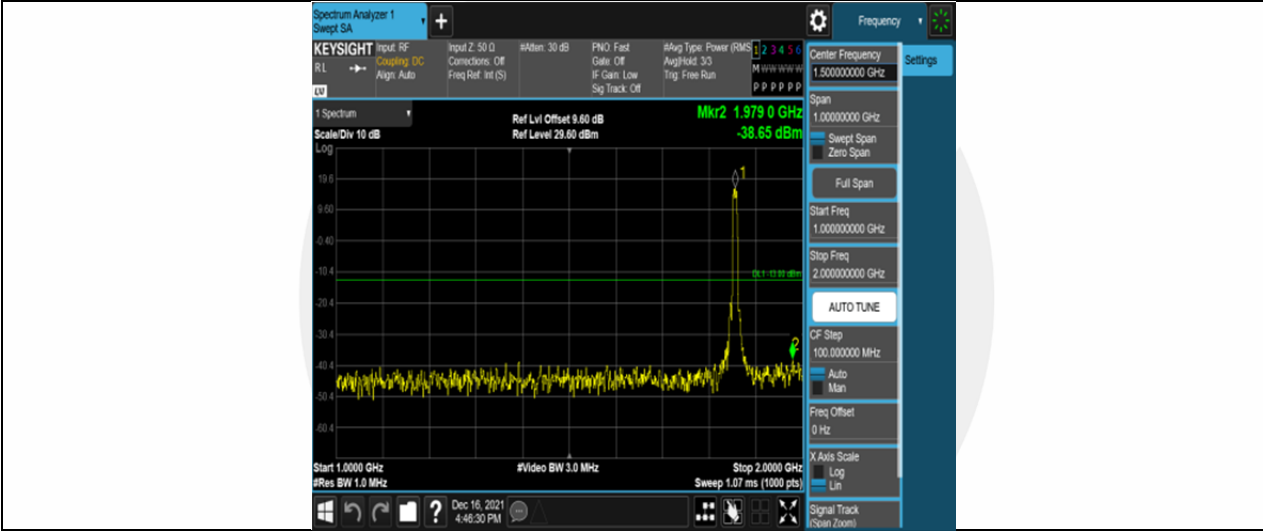 Spectrum Analyzer 1
Swept SA
+
Frequency
KEYSIGHT
RL
Input: RF
Coupling: DC
Align: Auto
Input Z: 50 Ω
Corrections: Off
Freq Ref: Int (S)
#Atten: 30 dB
PNO: Fast
Gate: Off
IF Gain: Low
Sig Track: Off
#Avg Type: Power (RMS
Avg|Hold: 3/3
Trig: Free Run
1 2 3 4 5 6
M W W W W W
P P P P P P
LV
1 Spectrum
Scale/Div 10 dB
Log
Ref Lvl Offset 9.60 dB
Ref Level 29.60 dBm
Mkr2 1.979 0 GHz
-38.65 dBm
19.6
9.60
-0.40
-10.4
-20.4
-30.4
-40.4
-50.4
-60.4
1
DL1 -13.00 dBm
2
Start 1.0000 GHz
#Res BW 1.0 MHz
#Video BW 3.0 MHz
Stop 2.0000 GHz
Sweep 1.07 ms (1000 pts)
Center Frequency
1.500000000 GHz
Settings
Span
1.00000000 GHz
Swept Span
Zero Span
Full Span
Start Freq
1.000000000 GHz
Stop Freq
2.000000000 GHz
AUTO TUNE
CF Step
100.000000 MHz
Auto
Man
Freq Offset
0 Hz
X Axis Scale
Log
Lin
Signal Track
(Span Zoom)
?
Dec 16, 2021
4:46:30 PM